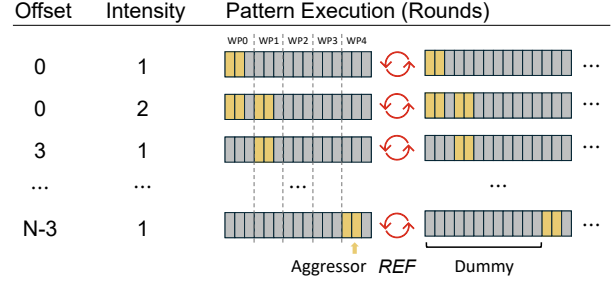 Offset Intensity Pattern Execution (Rounds)
WP0 WP1 WP2 WP3 WP4
0 1 ...
0 2 ...
3 1 ...
... ... ... ...
N-3 1 ...
Aggressor REF Dummy